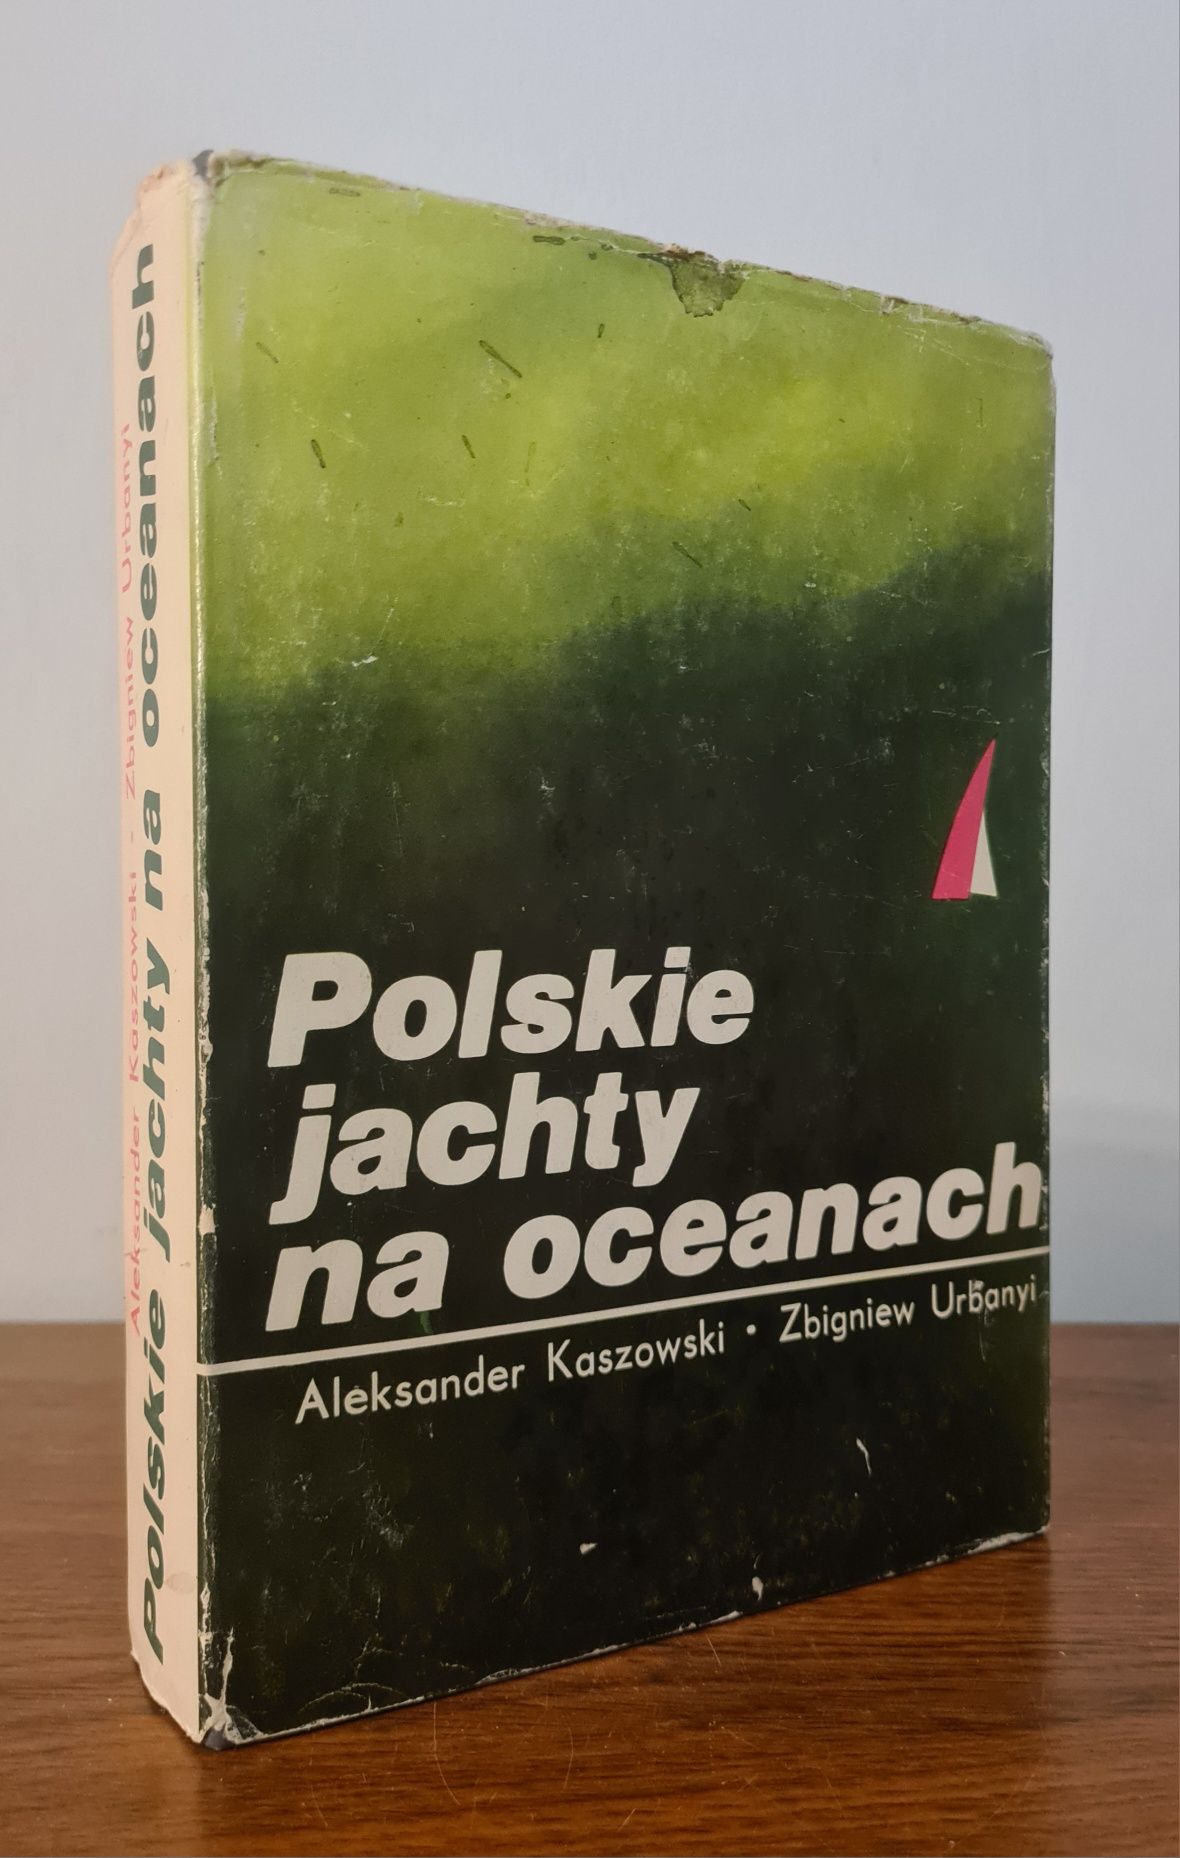 Aleksander Kaszowski · Zbigniew Urbanyi
Polskie jachty na oceanach
Polskie
jachty
na oceanach
Aleksander Kaszowski · Zbigniew Urbanyi